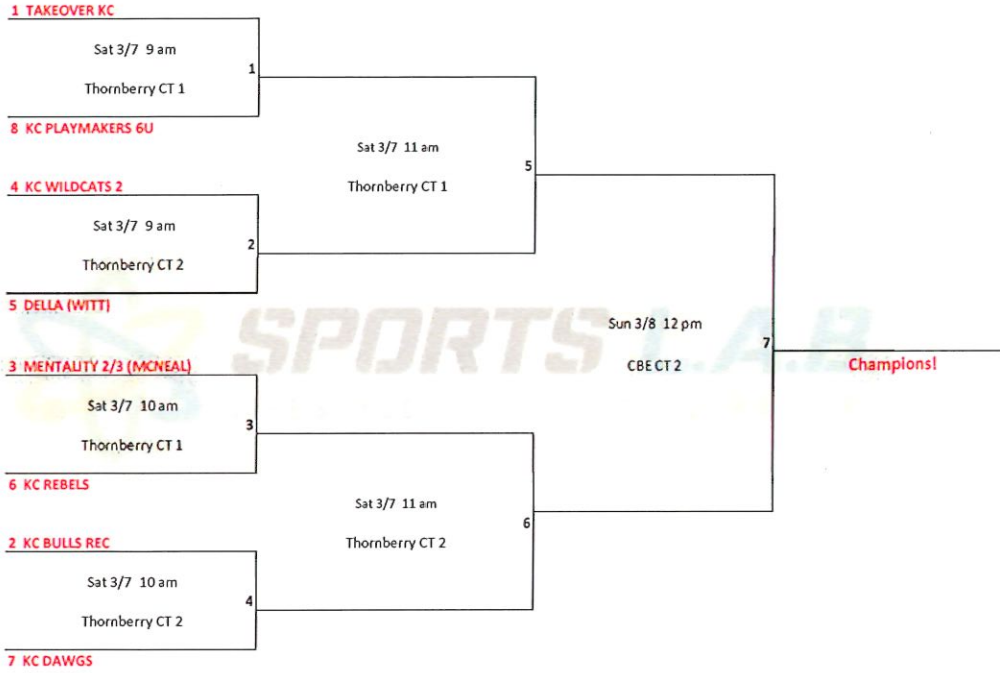 1 TAKEOVER KC
Sat 3/7 9 am
1
Thornberry CT 1
8 KC PLAYMAKERS 6U
Sat 3/7 11 am
5
Thornberry CT 1
4 KC WILDCATS 2
Sat 3/7 9 am
2
Thornberry CT 2
5 DELLA (WITT)
SPORTS L.A.B
Sun 3/8 12 pm
7
CBE CT 2
Champions!
3 MENTALITY 2/3 (MCNEAL)
Sat 3/7 10 am
3
Thornberry CT 1
6 KC REBELS
Sat 3/7 11 am
6
Thornberry CT 2
2 KC BULLS REC
Sat 3/7 10 am
4
Thornberry CT 2
7 KC DAWGS